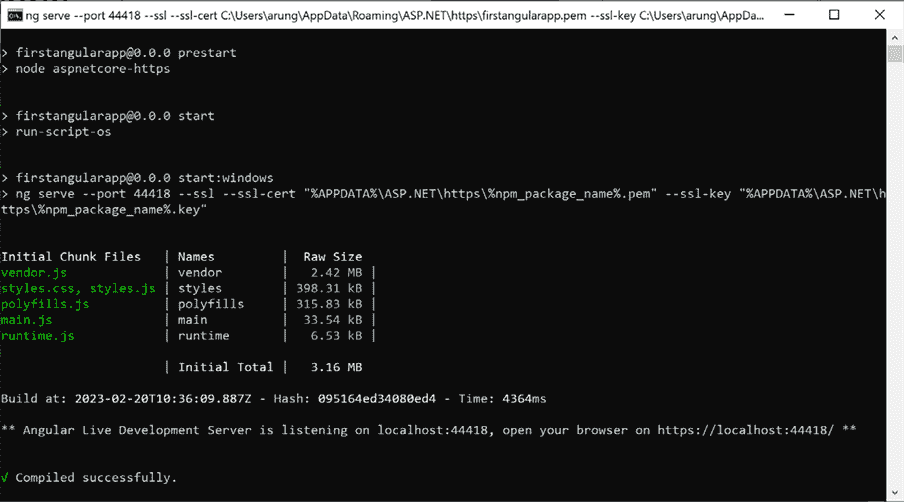 ng serve --port 44418 --ssl --ssl-cert C:\Users\arung\AppData\Roaming\ASP.NET\https\firstangularapp.pem --ssl-key C:\Users\arung\AppDa...
> firstangularapp@0.0.0 prestart
> node aspnetcore-https
> firstangularapp@0.0.0 start
> run-script-os
> firstangularapp@0.0.0 start:windows
> ng serve --port 44418 --ssl --ssl-cert "%APPDATA%\ASP.NET\https\%npm_package_name%.pem" --ssl-key "%APPDATA%\ASP.NET\h
ttps\%npm_package_name%.key"
Initial Chunk Files | Names | Raw Size
vendor.js | vendor | 2.42 MB |
styles.css, styles.js | styles | 398.31 kB |
polyfills.js | polyfills | 315.83 kB |
main.js | main | 33.54 kB |
runtime.js | runtime | 6.53 kB |
| Initial Total | 3.16 MB
Build at: 2023-02-20T10:36:09.887Z - Hash: 095164ed34080ed4 - Time: 4364ms
** Angular Live Development Server is listening on localhost:44418, open your browser on https://localhost:44418/ **
√ Compiled successfully.